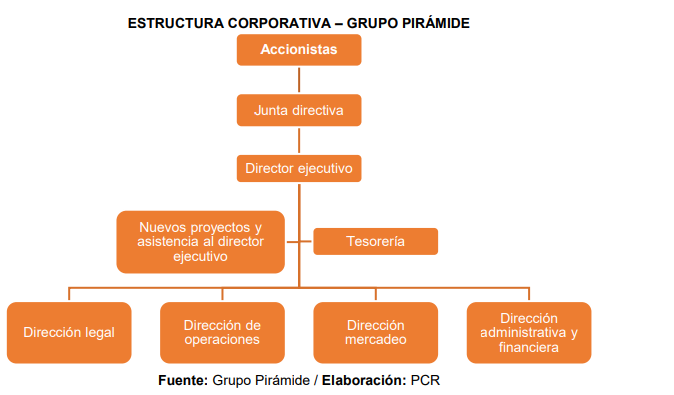 ESTRUCTURA CORPORATIVA – GRUPO PIRÁMIDE
Accionistas
Junta directiva
Director ejecutivo
Nuevos proyectos y
asistencia al director
ejecutivo
Tesorería
Dirección legal
Dirección de
operaciones
Dirección
mercadeo
Dirección
administrativa y
financiera
Fuente: Grupo Pirámide / Elaboración: PCR